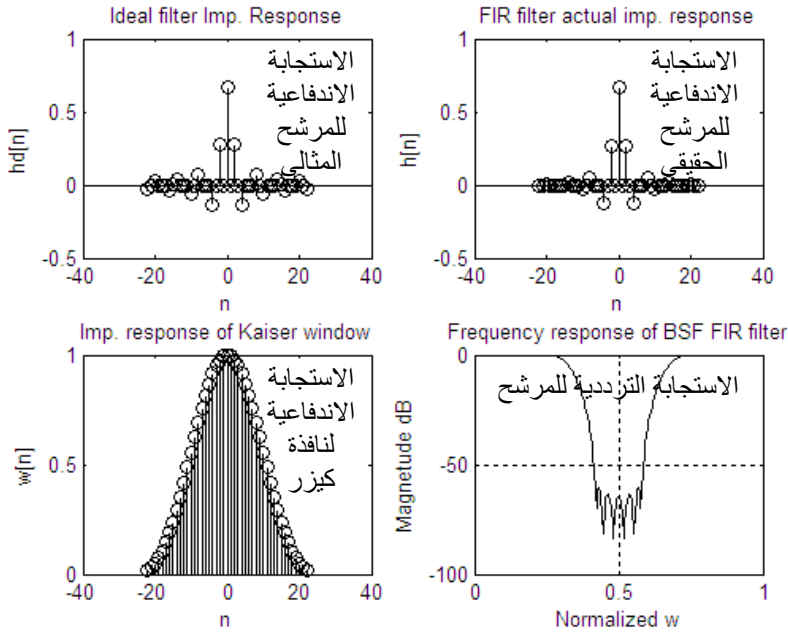 Ideal filter Imp. Response
1
0.5
0
-0.5
hd[n]
-40
-20
0
20
40
n
الاستجابة
الاندفاعية
للمرشح
المثالي
FIR filter actual imp. response
1
0.5
0
-0.5
h[n]
-40
-20
0
20
40
n
الاستجابة
الاندفاعية
للمرشح
الحقيقي
Imp. response of Kaiser window
1
0.5
0
w[n]
-40
-20
0
20
40
n
الاستجابة
الاندفاعية
لنافذة
كيزر
Frequency response of BSF FIR filter
0
-50
-100
Magnetude dB
0
0.5
1
Normalized w
الاستجابة الترددية للمرشح